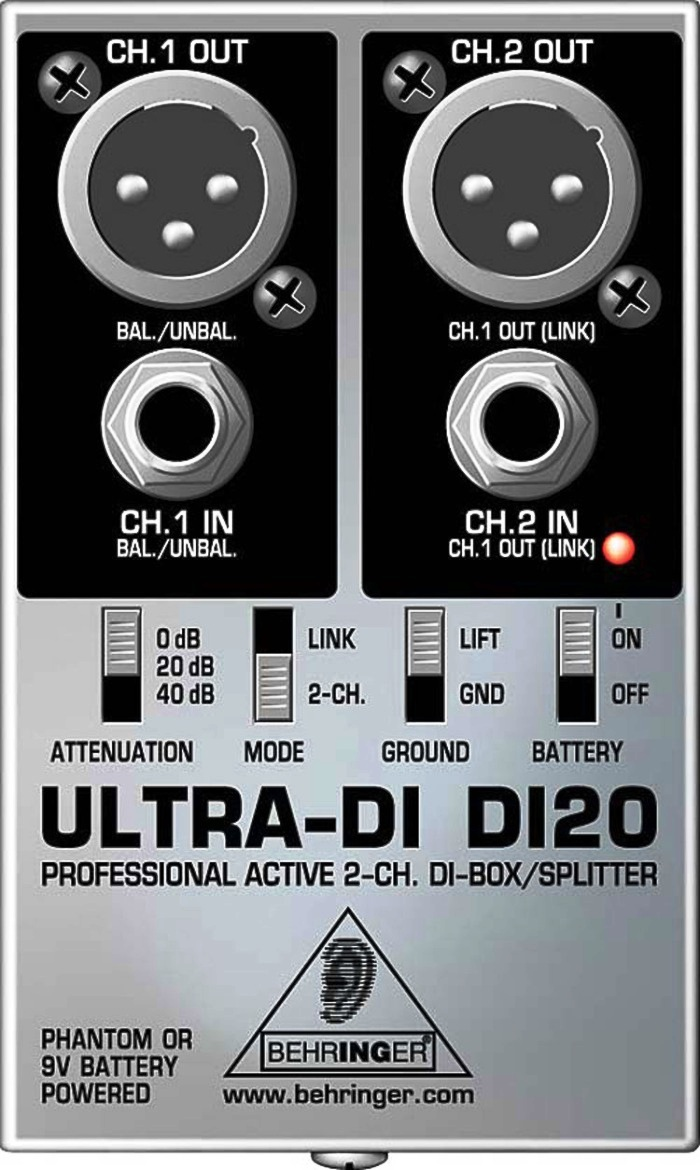 CH.1 OUT
CH.2 OUT
BAL./UNBAL.
CH.1 OUT (LINK)
CH.1 IN
BAL./UNBAL.
CH.2 IN
CH.1 OUT (LINK)
0 dB
20 dB
40 dB
LINK
2-CH.
LIFT
GND
I
ON
OFF
ATTENUATION
MODE
GROUND
BATTERY
ULTRA-DI DI20
PROFESSIONAL ACTIVE 2-CH. DI-BOX/SPLITTER
PHANTOM OR
9V BATTERY
POWERED
BEHRINGER®
www.behringer.com